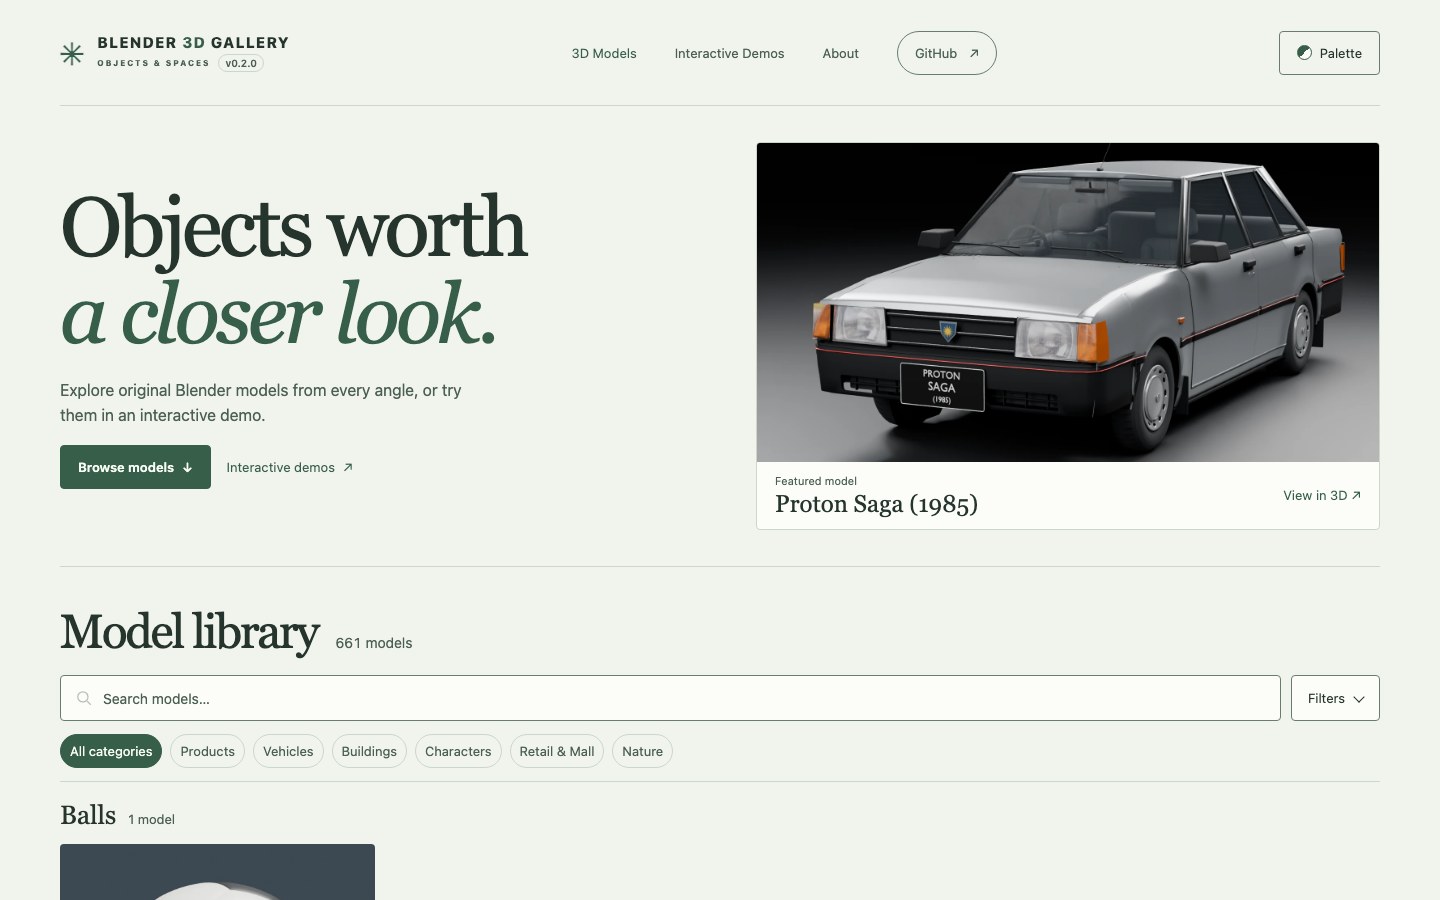 BLENDER 3D GALLERY
OBJECTS & SPACES v0.2.0
3D Models
Interactive Demos
About
GitHub ↗
Palette
Objects worth
a closer look.
Explore original Blender models from every angle, or try
them in an interactive demo.
Browse models ↓
Interactive demos ↗
PROTON
SAGA
(1985)
Featured model
Proton Saga (1985)
View in 3D ↗
Model library 661 models
Search models...
Filters
All categories
Products
Vehicles
Buildings
Characters
Retail & Mall
Nature
Balls 1 model